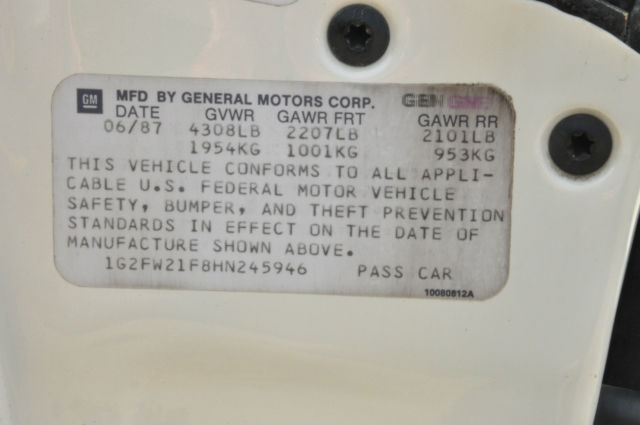 GM MFD BY GENERAL MOTORS CORP. GEN GM
DATE GVWR GAWR FRT GAWR RR
06/87 4308LB 2207LB 2101LB
1954KG 1001KG 953KG
THIS VEHICLE CONFORMS TO ALL APPLI-
CABLE U.S. FEDERAL MOTOR VEHICLE
SAFETY, BUMPER, AND THEFT PREVENTION
STANDARDS IN EFFECT ON THE DATE OF
MANUFACTURE SHOWN ABOVE.
1G2FW21F8HN245946 PASS CAR
10080812A